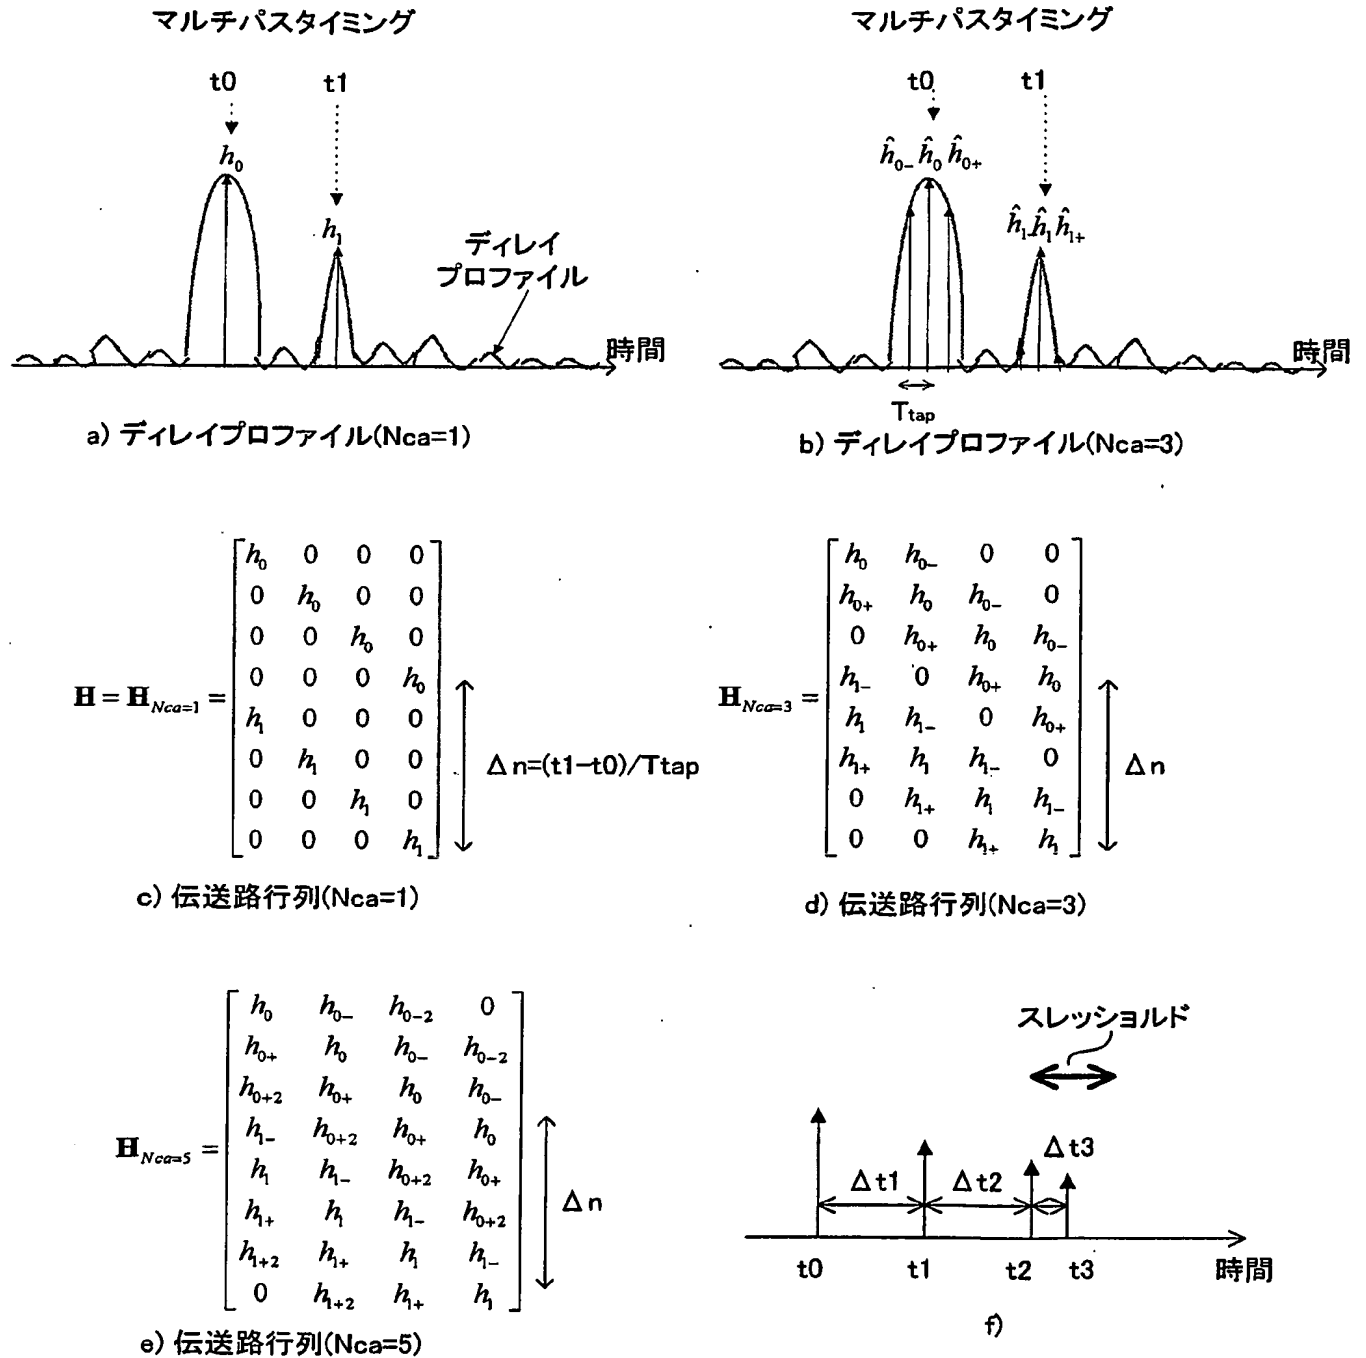 マルチパスタイミング
t0 t1
h₀
h₁
ディレイ
プロファイル
時間
a) ディレイプロファイル(Nca=1)
マルチパスタイミング
t0 t1
ĥ₀₋ ĥ₀ ĥ₀₊
ĥ₁₋ ĥ₁ ĥ₁₊
時間
Ttap
b) ディレイプロファイル(Nca=3)
h₀ 0 0 0
0 h₀ 0 0
0 0 h₀ 0
0 0 0 h₀
H = H_{Nca=1} =
h₁ 0 0 0
0 h₁ 0 0
0 0 h₁ 0
0 0 0 h₁
Δn=(t1-t0)/Ttap
c) 伝送路行列(Nca=1)
h₀ h₀₋ 0 0
h₀₊ h₀ h₀₋ 0
0 h₀₊ h₀ h₀₋
h₁₋ 0 h₀₊ h₀
H_{Nca=3} =
h₁ h₁₋ 0 h₀₊
h₁₊ h₁ h₁₋ 0
0 h₁₊ h₁ h₁₋
0 0 h₁₊ h₁
Δn
d) 伝送路行列(Nca=3)
h₀ h₀₋ h₀₋₂ 0
h₀₊ h₀ h₀₋ h₀₋₂
h₀₊₂ h₀₊ h₀ h₀₋
h₁₋ h₀₊₂ h₀₊ h₀
H_{Nca=5} =
h₁ h₁₋ h₀₊₂ h₀₊
h₁₊ h₁ h₁₋ h₀₊₂
h₁₊₂ h₁₊ h₁ h₁₋
0 h₁₊₂ h₁₊ h₁
Δn
e) 伝送路行列(Nca=5)
スレッショルド
Δt3
Δt1 Δt2
t0 t1 t2 t3 時間
f)